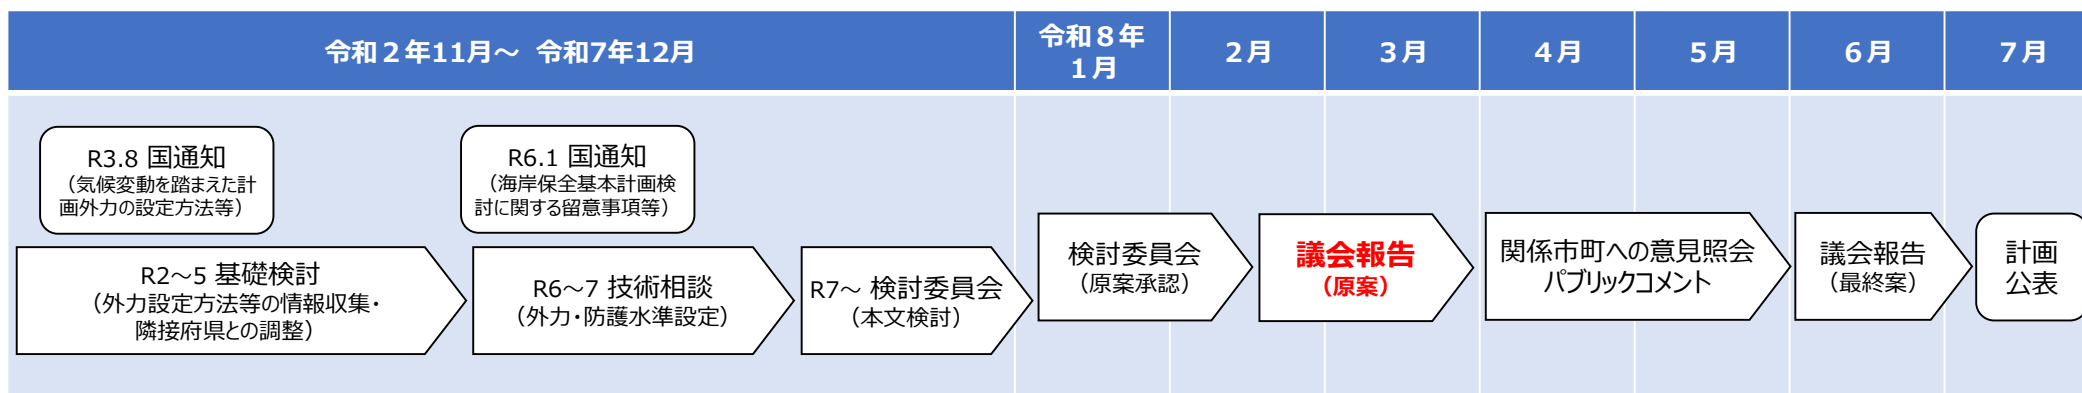 令和２年11月～ 令和7年12月
令和８年
１月
２月
３月
４月
５月
６月
７月
R3.8 国通知
（気候変動を踏まえた計
画外力の設定方法等）
R6.1 国通知
（海岸保全基本計画検
討に関する留意事項等）
R2～5 基礎検討
（外力設定方法等の情報収集・
隣接府県との調整）
R6～7 技術相談
（外力・防護水準設定）
R7～ 検討委員会
（本文検討）
検討委員会
（原案承認）
議会報告
（原案）
関係市町への意見照会
パブリックコメント
議会報告
（最終案）
計画
公表